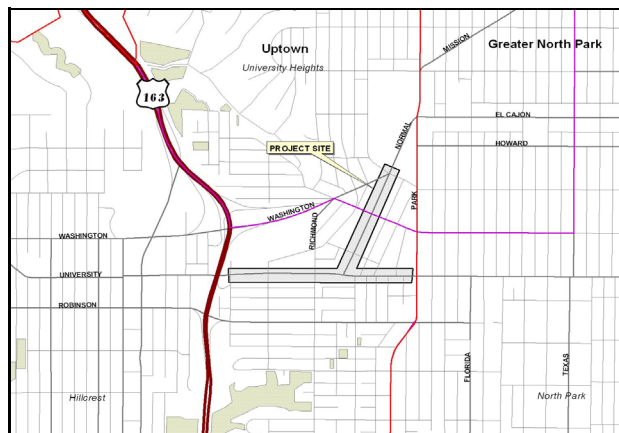 Uptown
University Heights
Greater North Park
MISSION
163
EL CAJON
HOWARD
NORMAL
PROJECT SITE
PARK
WASHINGTON
RICHMOND
WASHINGTON
UNIVERSITY
ROBINSON
FLORIDA
TEXAS
Hillcrest
North Park